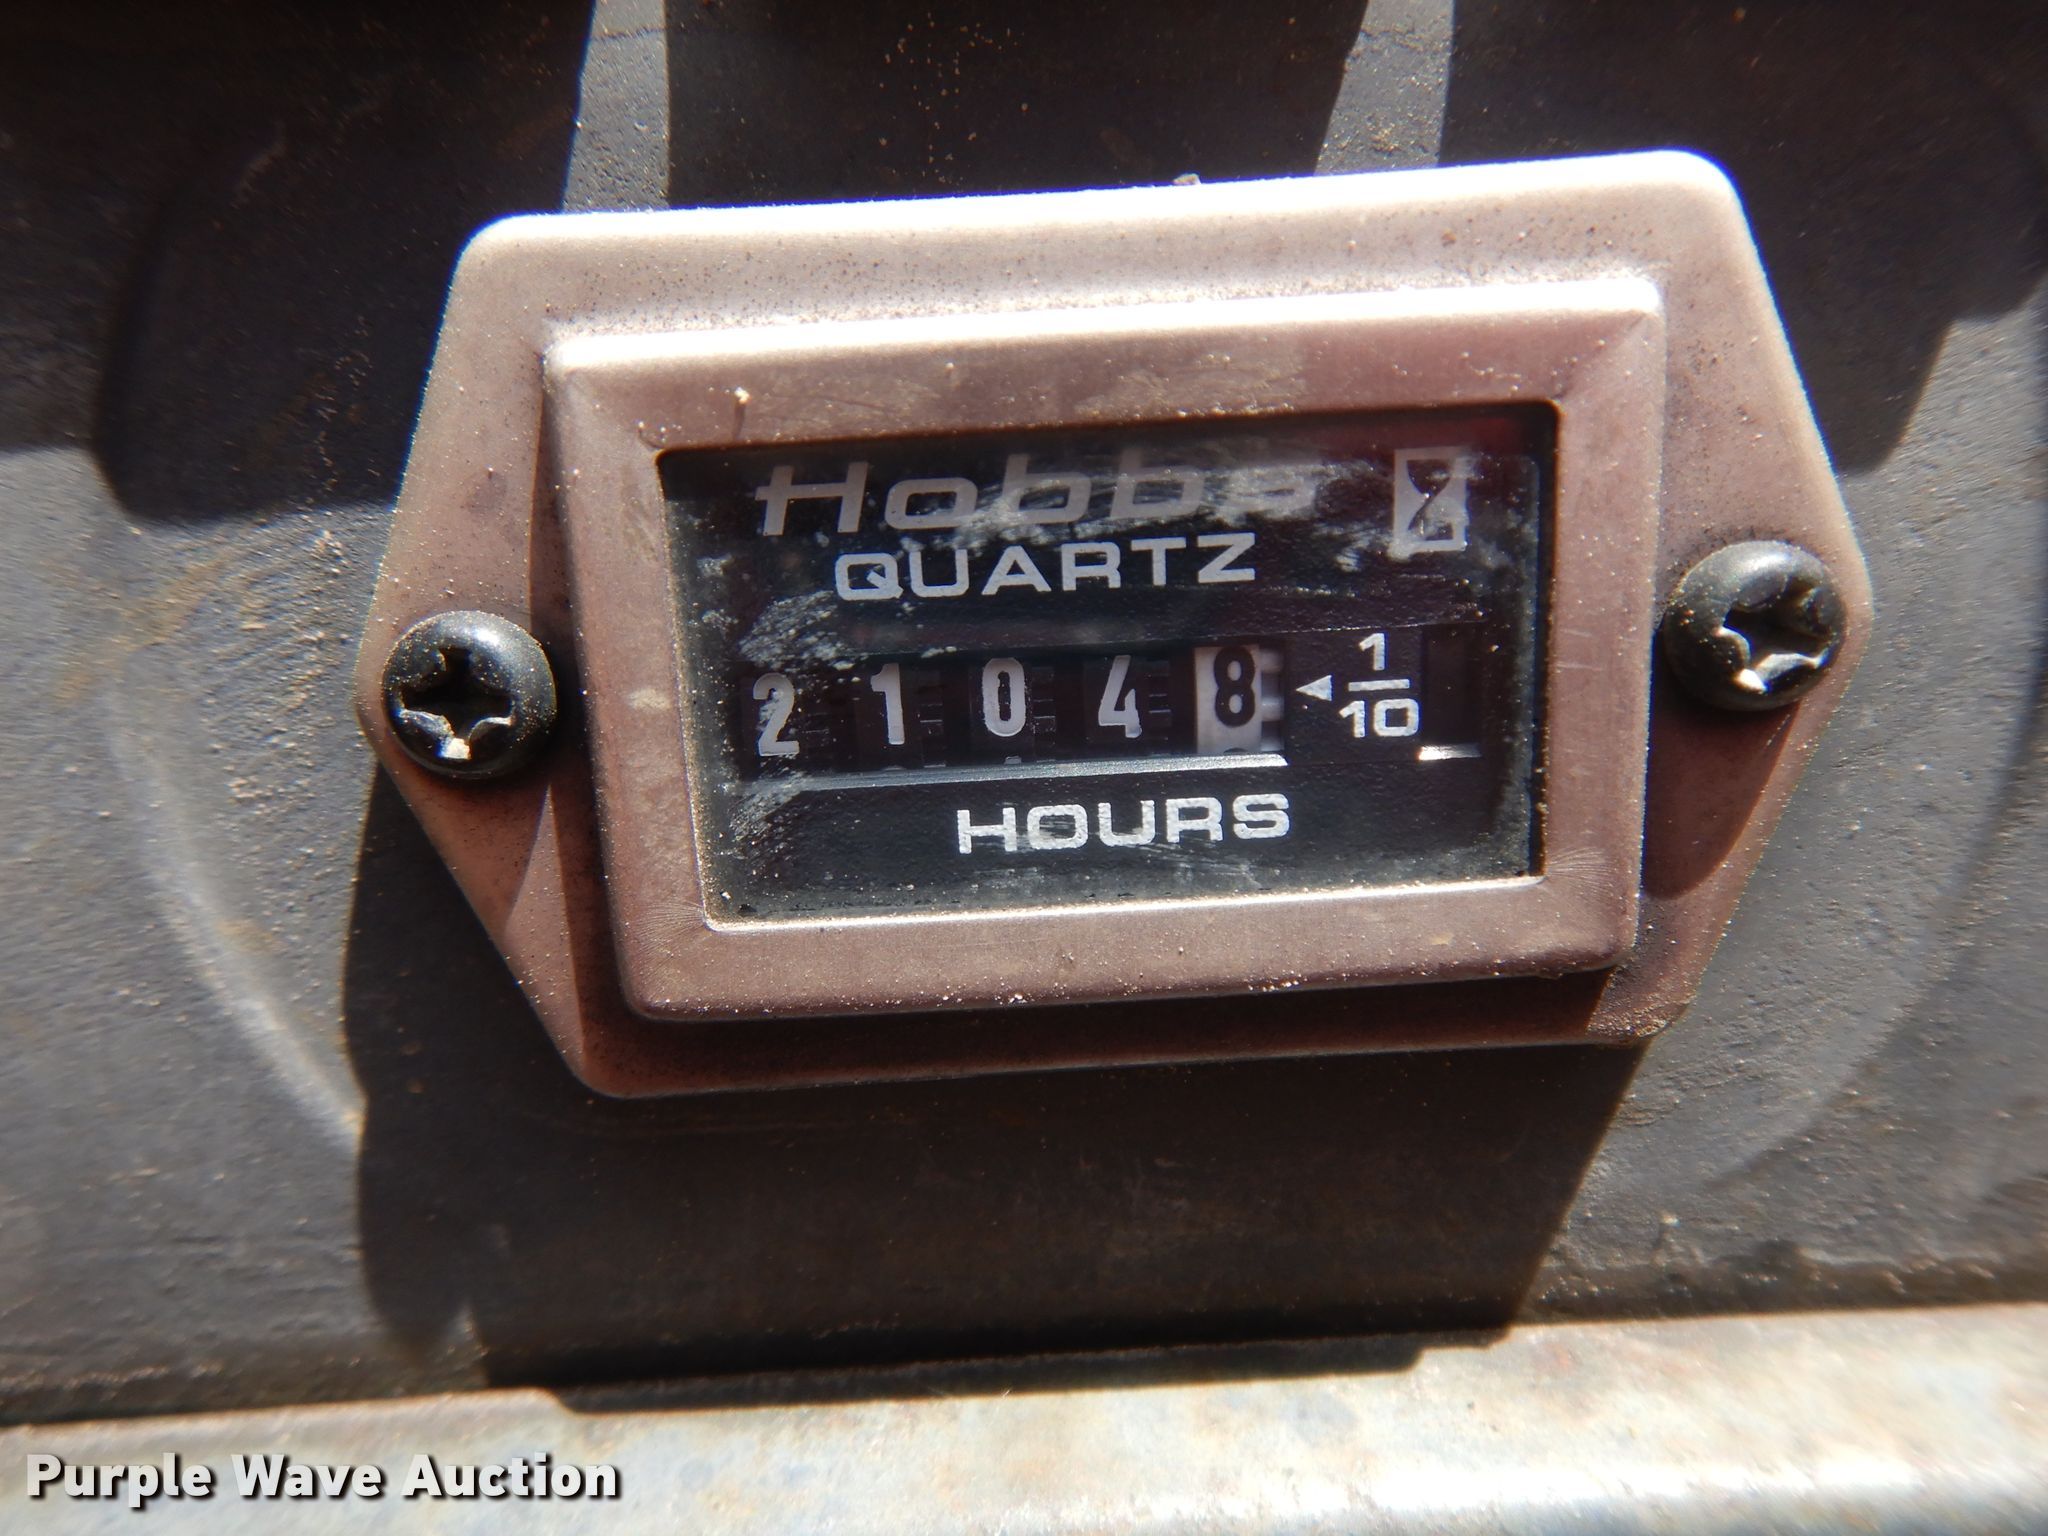 Hobbs
QUARTZ
21048 1/10
HOURS
Purple Wave Auction